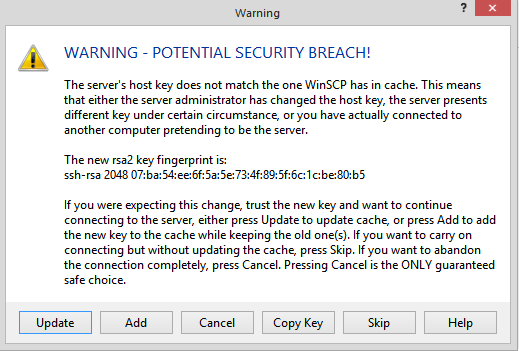 Warning
?
WARNING - POTENTIAL SECURITY BREACH!
The server's host key does not match the one WinSCP has in cache. This means
that either the server administrator has changed the host key, the server presents
different key under certain circumstance, or you have actually connected to
another computer pretending to be the server.
The new rsa2 key fingerprint is:
ssh-rsa 2048 07:ba:54:ee:6f:5a:5e:73:4f:89:5f:6c:1c:be:80:b5
If you were expecting this change, trust the new key and want to continue
connecting to the server, either press Update to update cache, or press Add to add
the new key to the cache while keeping the old one(s). If you want to carry on
connecting but without updating the cache, press Skip. If you want to abandon
the connection completely, press Cancel. Pressing Cancel is the ONLY guaranteed
safe choice.
Update Add Cancel Copy Key Skip Help